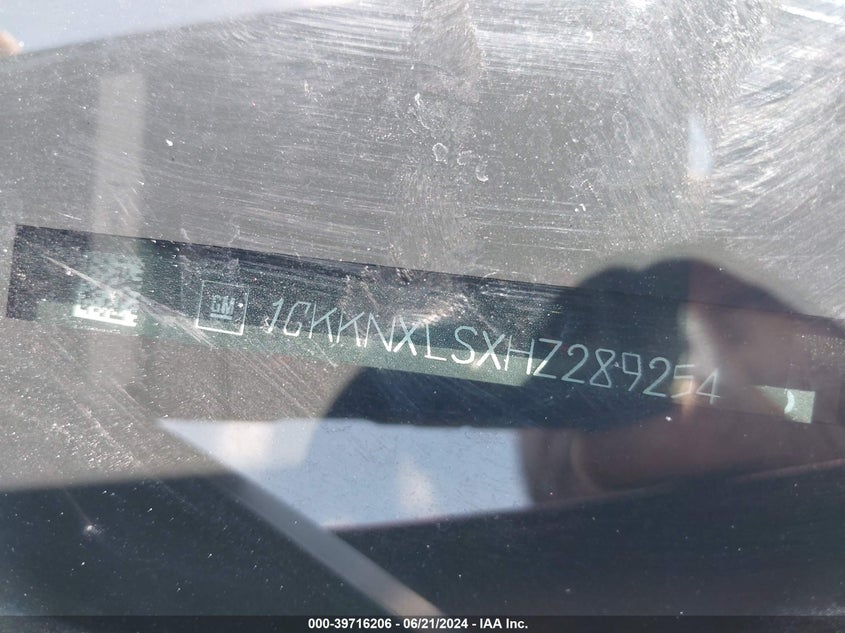 GM 1GKKNXLSXHZ289254
000-39716206 - 06/21/2024 - IAA Inc.